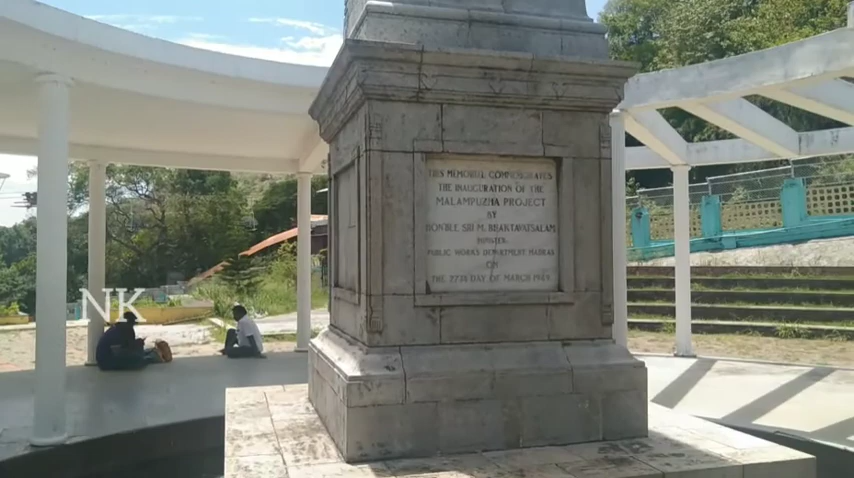 THIS MEMORIAL COMMEMORATES
THE INAUGURATION OF THE
MALAMPUZHA PROJECT
BY
HON'BLE SRI M. BHAKTAVATSALAM
MINISTER,
PUBLIC WORKS DEPARTMENT MADRAS
ON
THE 27TH DAY OF MARCH
NK